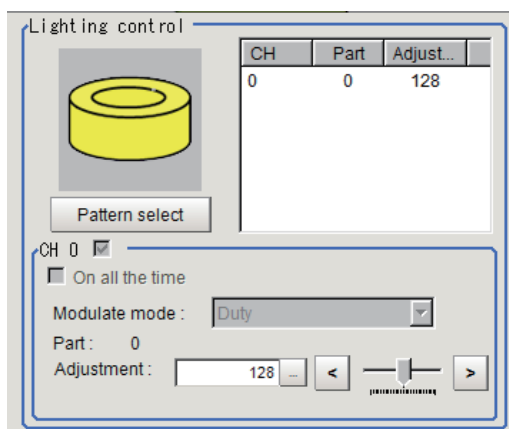 Lighting control
CH Part Adjust...
0 0 128
Pattern select
CH 0
On all the time
Modulate mode : Duty
Part : 0
Adjustment : 128 ... < >